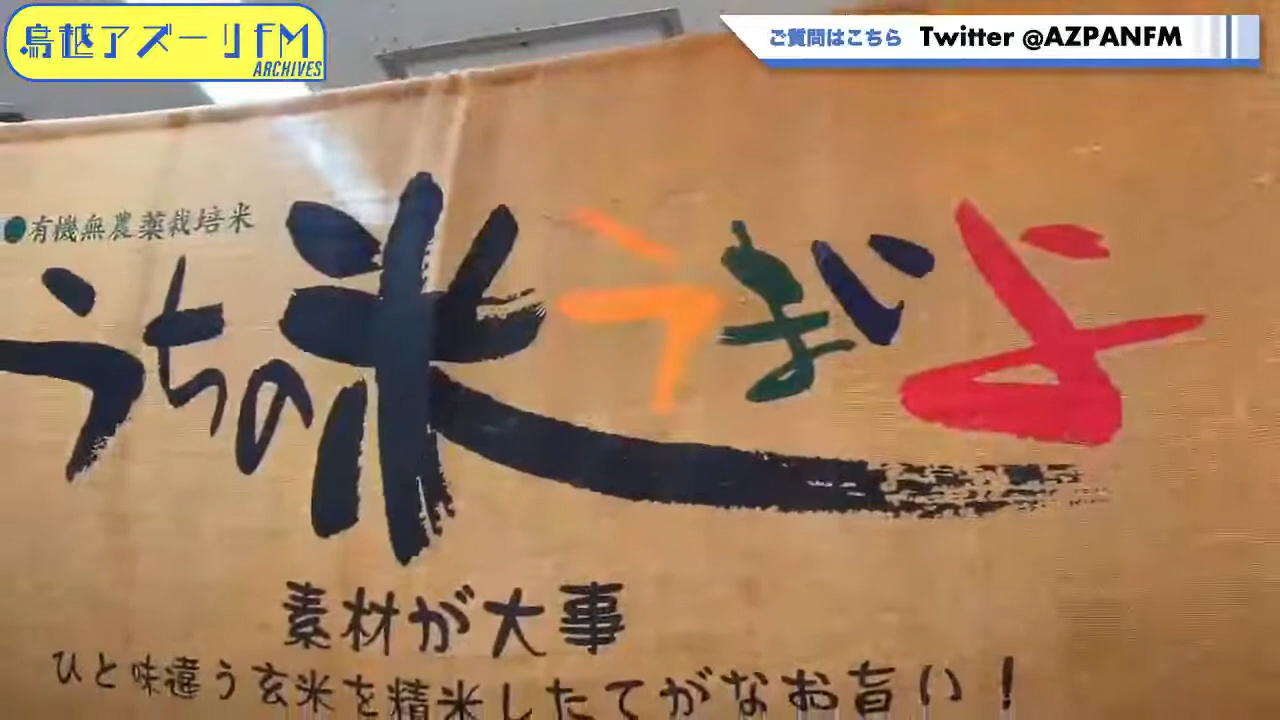 鳥越アズーリFM
ARCHIVES
ご質問はこちら Twitter @AZPANFM
●有機無農薬栽培米
うちの米うまいよ
素材が大事
ひと味違う玄米を精米したてがなお旨い！